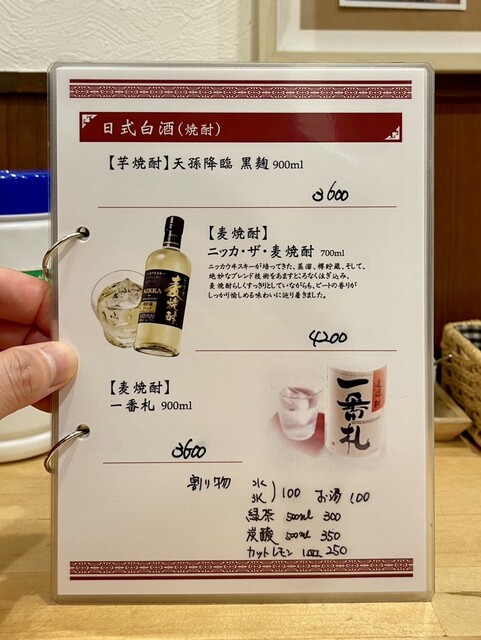 日式白酒(焼酎)
【芋焼酎】天孫降臨 黒麹 900ml
3600
【麦焼酎】
ニッカ・ザ・麦焼酎 700ml
ニッカウヰスキーが培ってきた、蒸溜、樽貯蔵、そして、
絶妙なブレンド技術をあますところなくはぎ込み、
麦焼酎らしくすっきりとしていながらも、ピートの香りが
しっかり愉しめる味わいに辿り着きました。
NIKKA
麦焼酎
4200
【麦焼酎】
一番札 900ml
一番札
3600
割り物
水
氷 ) 100 お湯 100
緑茶 500ml 300
炭酸 500ml 350
カットレモン 250